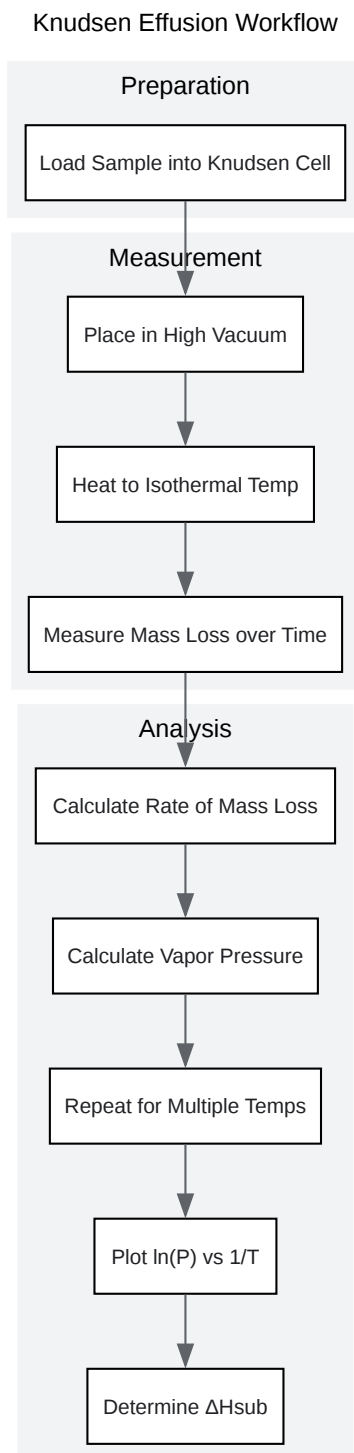 Knudsen Effusion Workflow
Preparation
Load Sample into Knudsen Cell
Measurement
Place in High Vacuum
Heat to Isothermal Temp
Measure Mass Loss over Time
Analysis
Calculate Rate of Mass Loss
Calculate Vapor Pressure
Repeat for Multiple Temps
Plot ln(P) vs 1/T
Determine ΔHsub